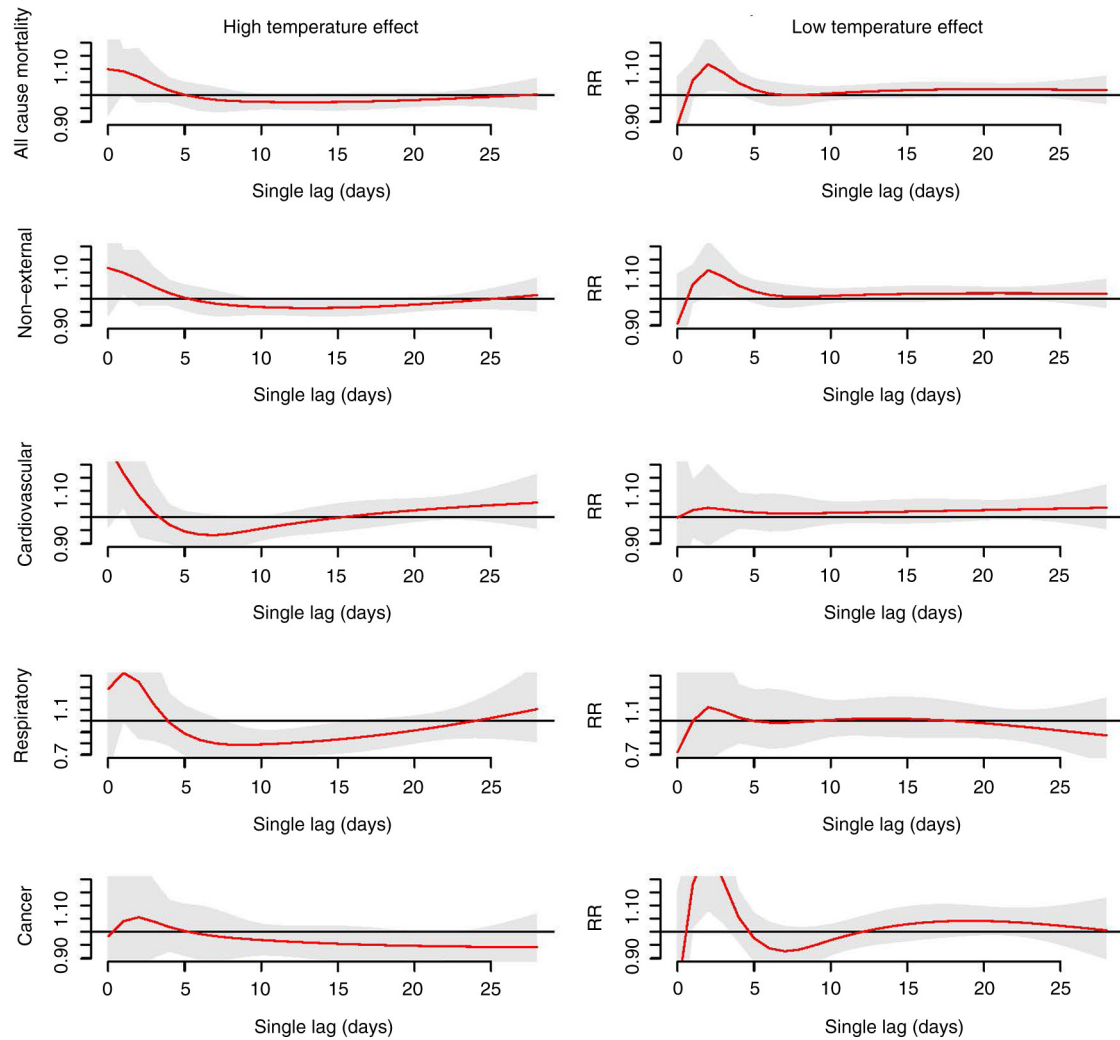 High temperature effect
Low temperature effect
All cause mortality
0.90 1.10
0 5 10 15 20 25
Single lag (days)
RR
0.90 1.10
0 5 10 15 20 25
Single lag (days)
Non-external
0.90 1.10
0 5 10 15 20 25
Single lag (days)
RR
0.90 1.10
0 5 10 15 20 25
Single lag (days)
Cardiovascular
0.90 1.10
0 5 10 15 20 25
Single lag (days)
RR
0.90 1.10
0 5 10 15 20 25
Single lag (days)
Respiratory
0.7 1.1
0 5 10 15 20 25
Single lag (days)
RR
0.7 1.1
0 5 10 15 20 25
Single lag (days)
Cancer
0.90 1.10
0 5 10 15 20 25
Single lag (days)
RR
0.90 1.10
0 5 10 15 20 25
Single lag (days)